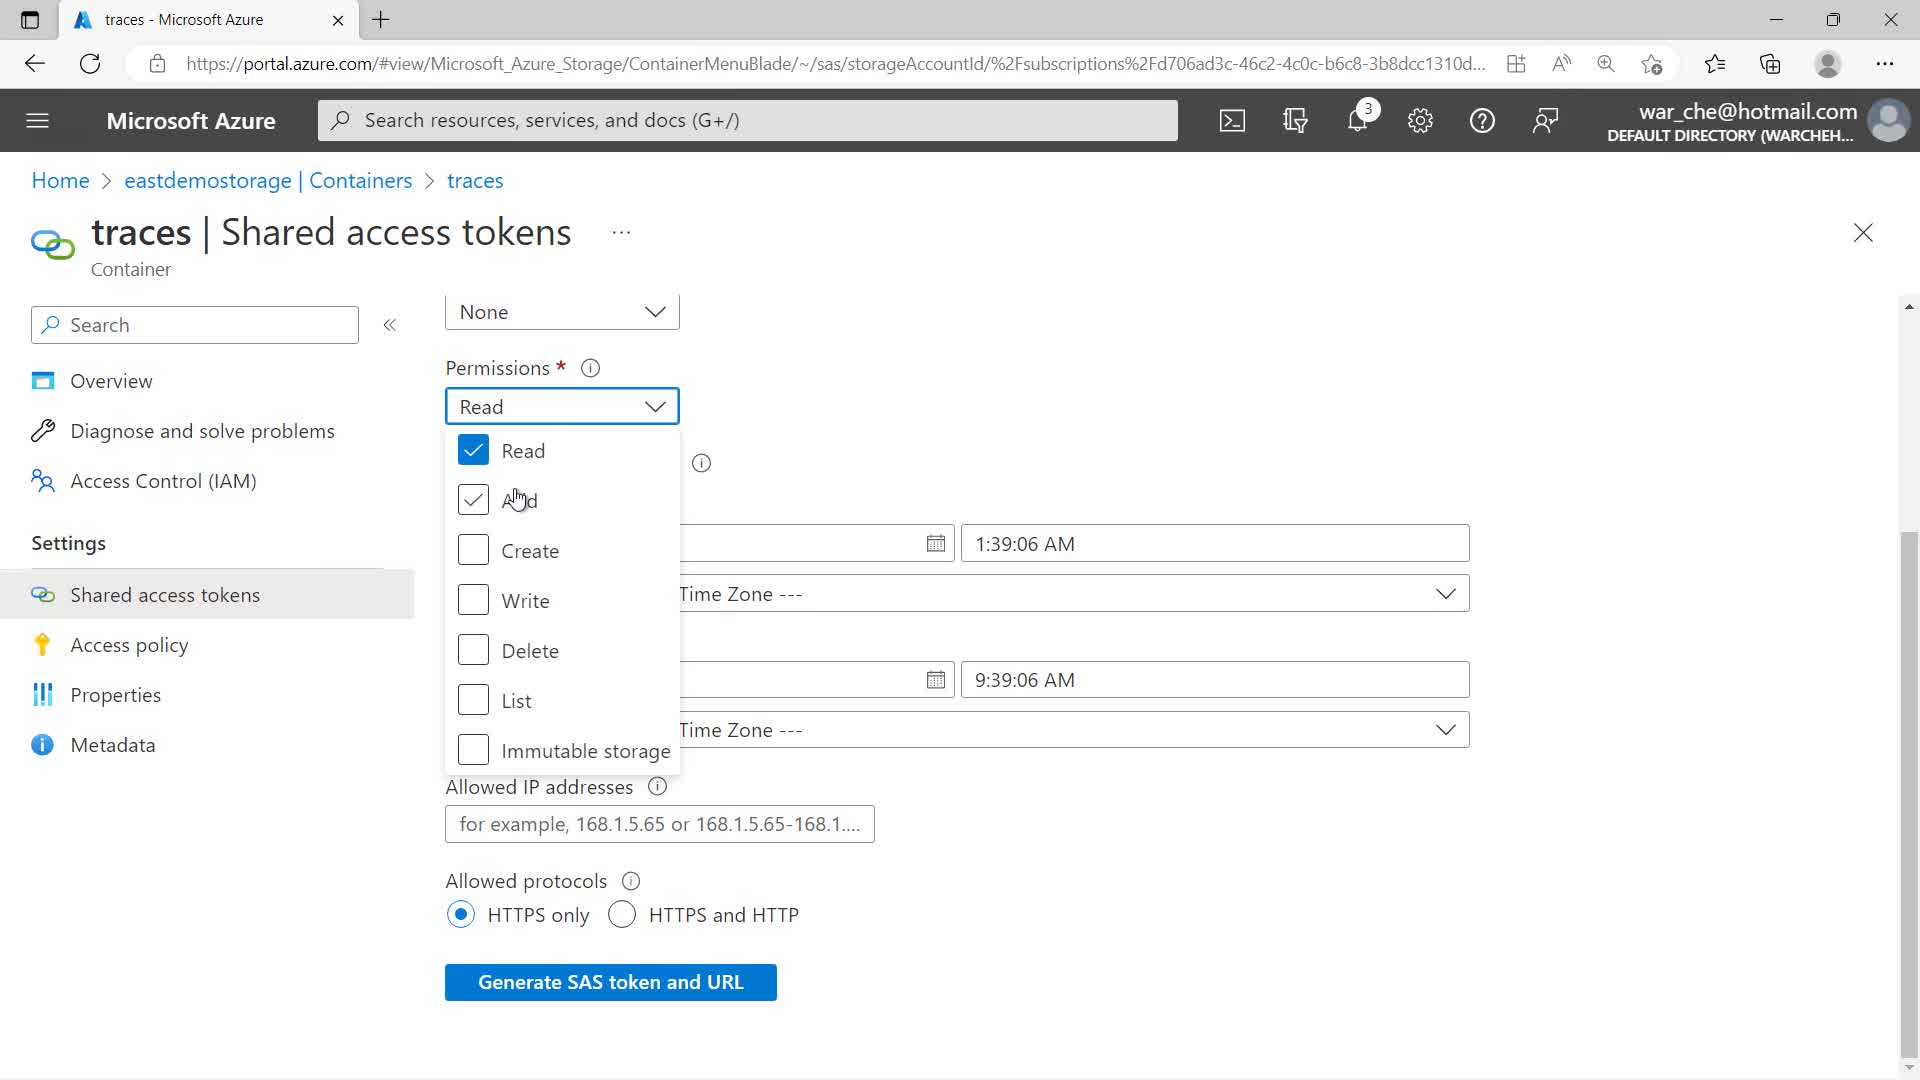 traces - Microsoft Azure
https://portal.azure.com/#view/Microsoft_Azure_Storage/ContainerMenuBlade/~/sas/storageAccountId/%2Fsubscriptions%2Fd706ad3c-46c2-4c0c-b6c8-3b8dcc1310d...
Microsoft Azure
Search resources, services, and docs (G+/)
3
war_che@hotmail.com
DEFAULT DIRECTORY (WARCHEH...
Home > eastdemostorage | Containers > traces
traces | Shared access tokens ...
Container
Search
Overview
Diagnose and solve problems
Access Control (IAM)
Settings
Shared access tokens
Access policy
Properties
Metadata
None
Permissions *
Read
Read
Add
Create
Write
Delete
List
Immutable storage
1:39:06 AM
Time Zone ---
9:39:06 AM
Time Zone ---
Allowed IP addresses
for example, 168.1.5.65 or 168.1.5.65-168.1....
Allowed protocols
HTTPS only HTTPS and HTTP
Generate SAS token and URL